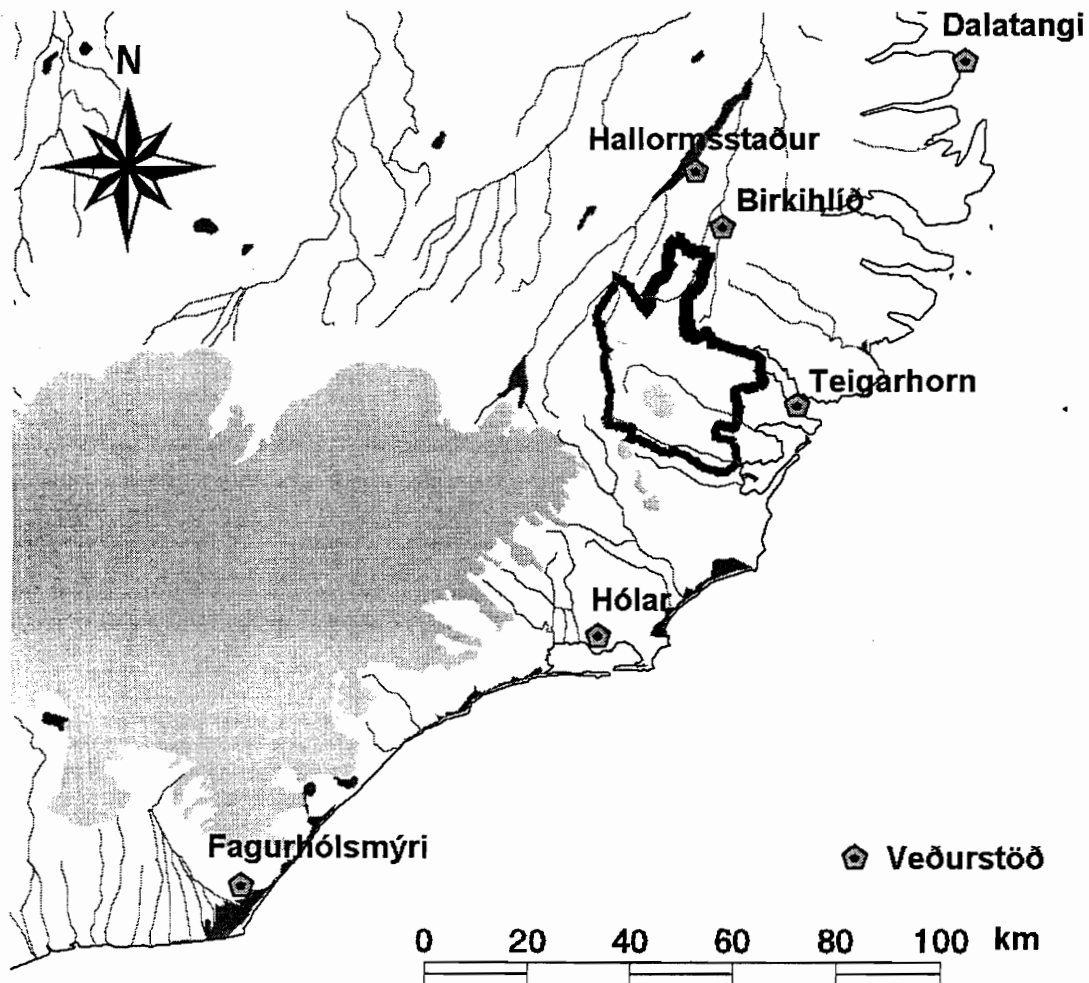 Dalatangi
N
Hallormsstaður
Birkihlíð
Teigarhorn
Hólar
Fagurhólsmýri
Veðurstöð
0 20 40 60 80 100 km